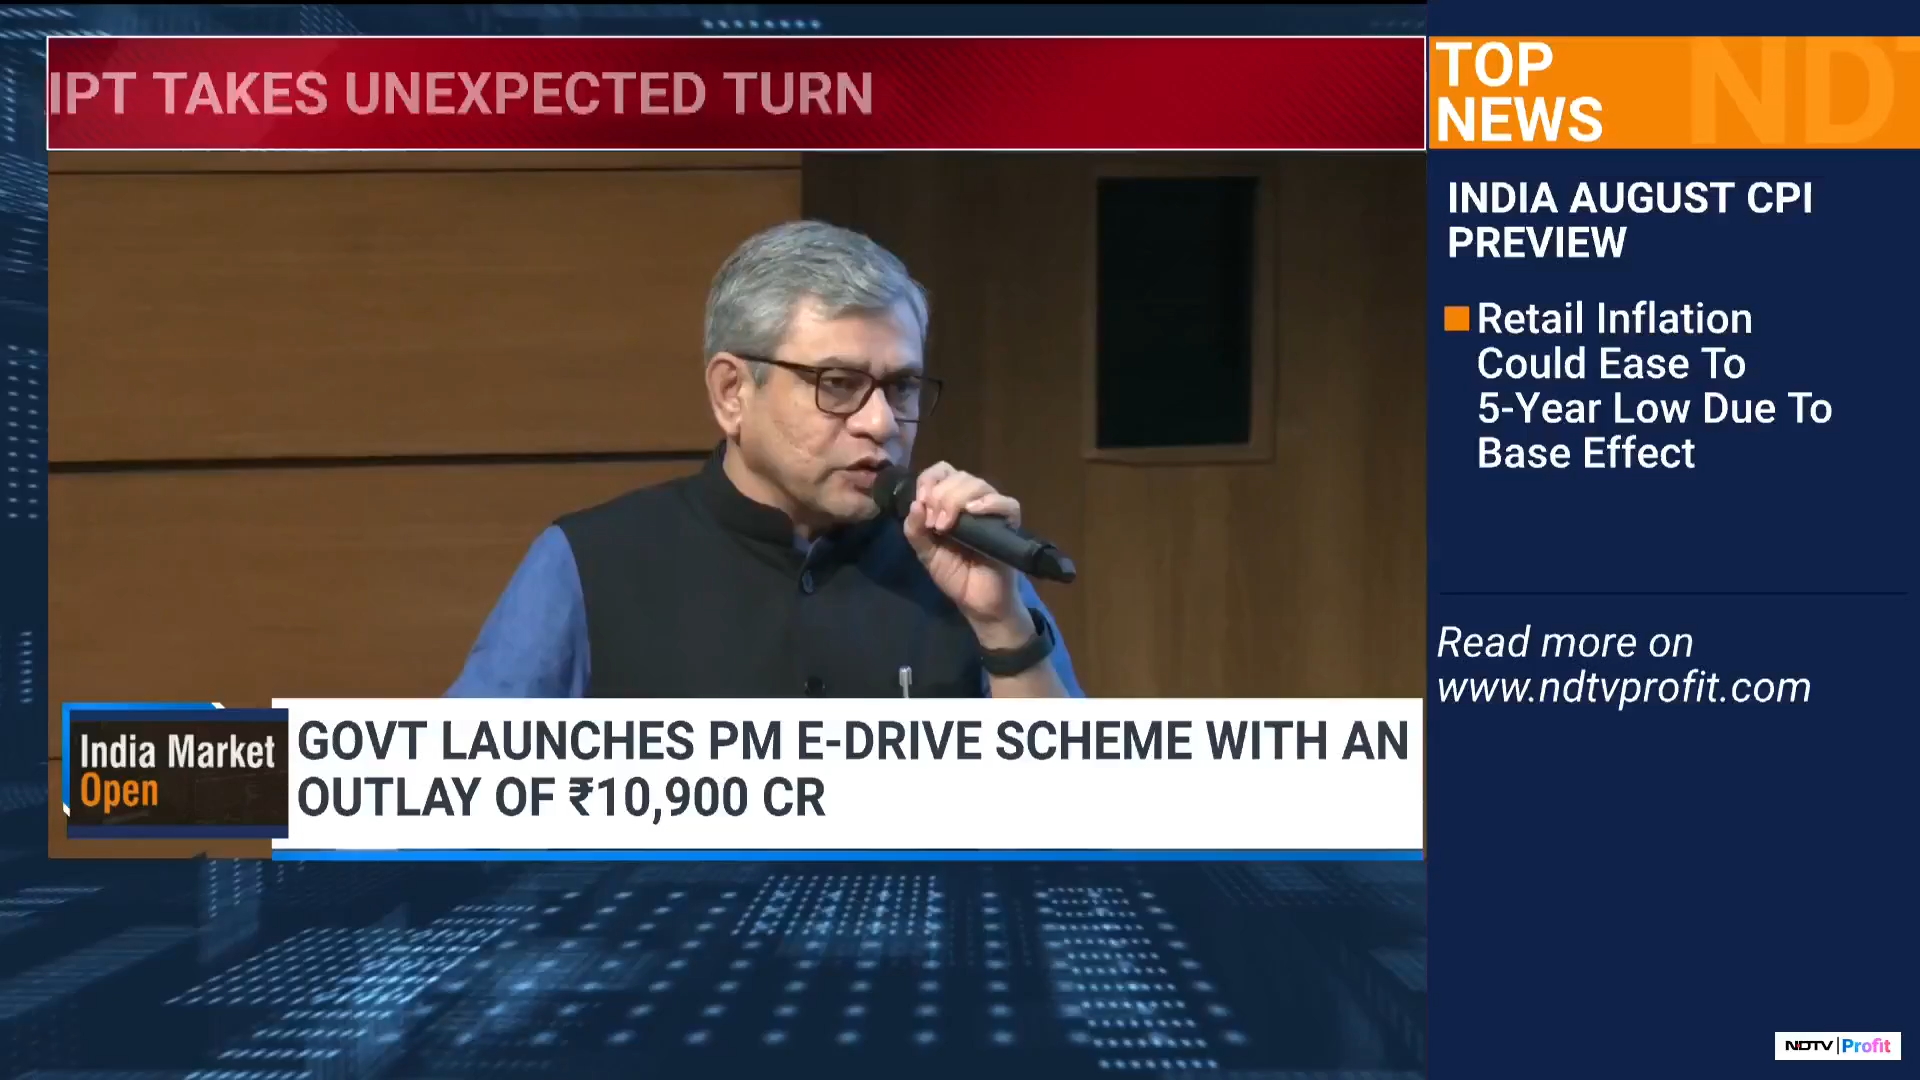 IPT TAKES UNEXPECTED TURN
TOP
NEWS
ND
INDIA AUGUST CPI
PREVIEW
Retail Inflation
Could Ease To
5-Year Low Due To
Base Effect
Read more on
www.ndtvprofit.com
India Market
Open
GOVT LAUNCHES PM E-DRIVE SCHEME WITH AN
OUTLAY OF ₹10,900 CR
NDTV Profit